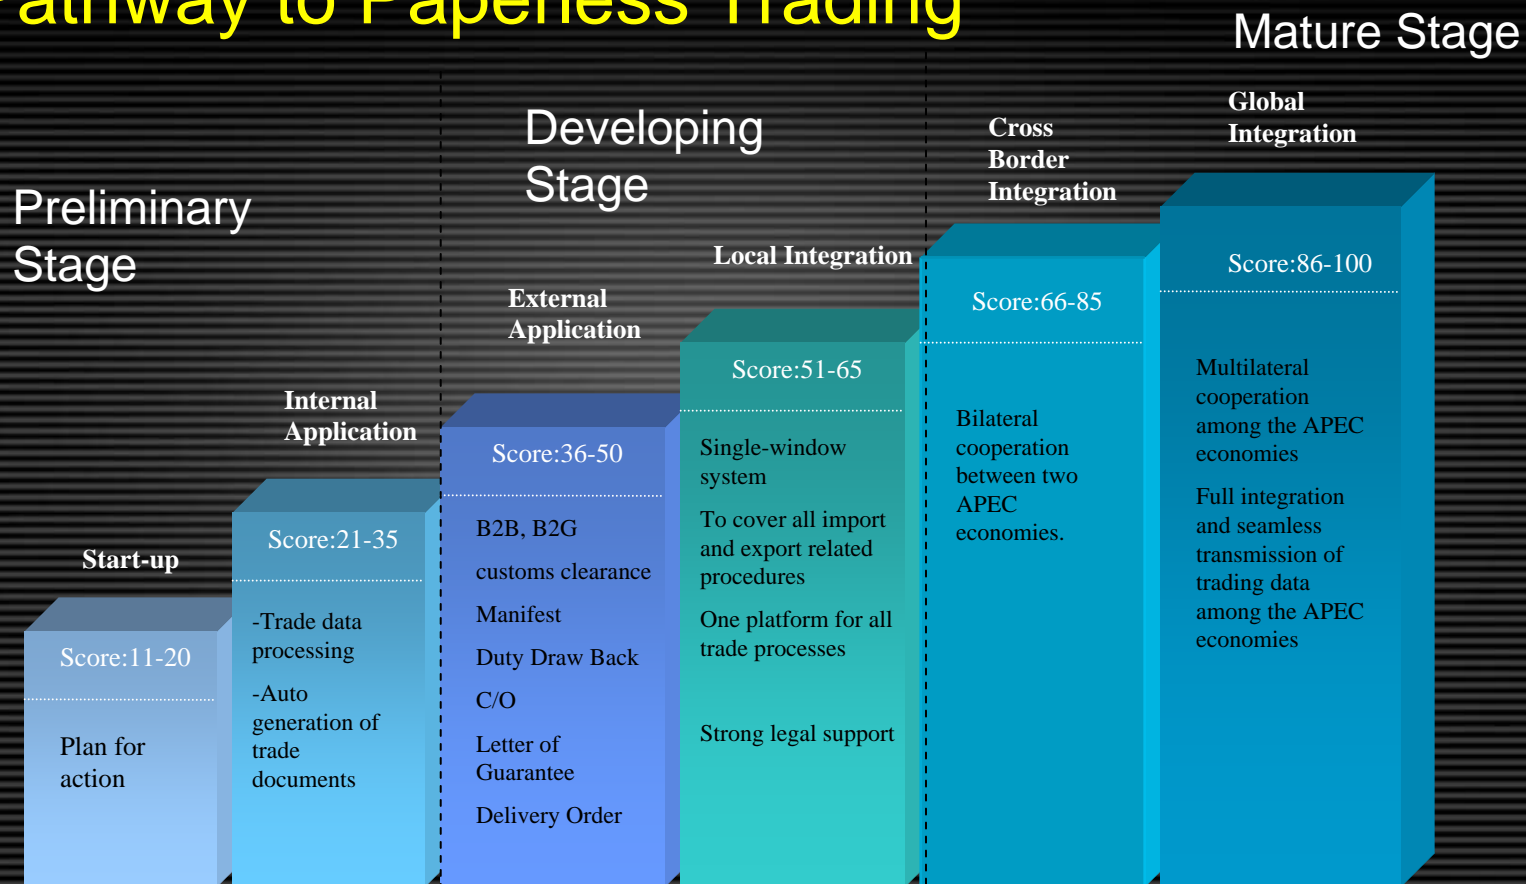 to Paperless Trading
Mature Stage
Preliminary
Stage
Developing
Stage
Start-up
Score:11-20
Plan for
action
Internal
Application
Score:21-35
-Trade data
processing
-Auto
generation of
trade
documents
External
Application
Score:36-50
B2B, B2G
customs clearance
Manifest
Duty Draw Back
C/O
Letter of
Guarantee
Delivery Order
Local Integration
Score:51-65
Single-window
system
To cover all import
and export related
procedures
One platform for all
trade processes
Strong legal support
Cross
Border
Integration
Score:66-85
Bilateral
cooperation
between two
APEC
economies.
Global
Integration
Score:86-100
Multilateral
cooperation
among the APEC
economies
Full integration
and seamless
transmission of
trading data
among the APEC
economies